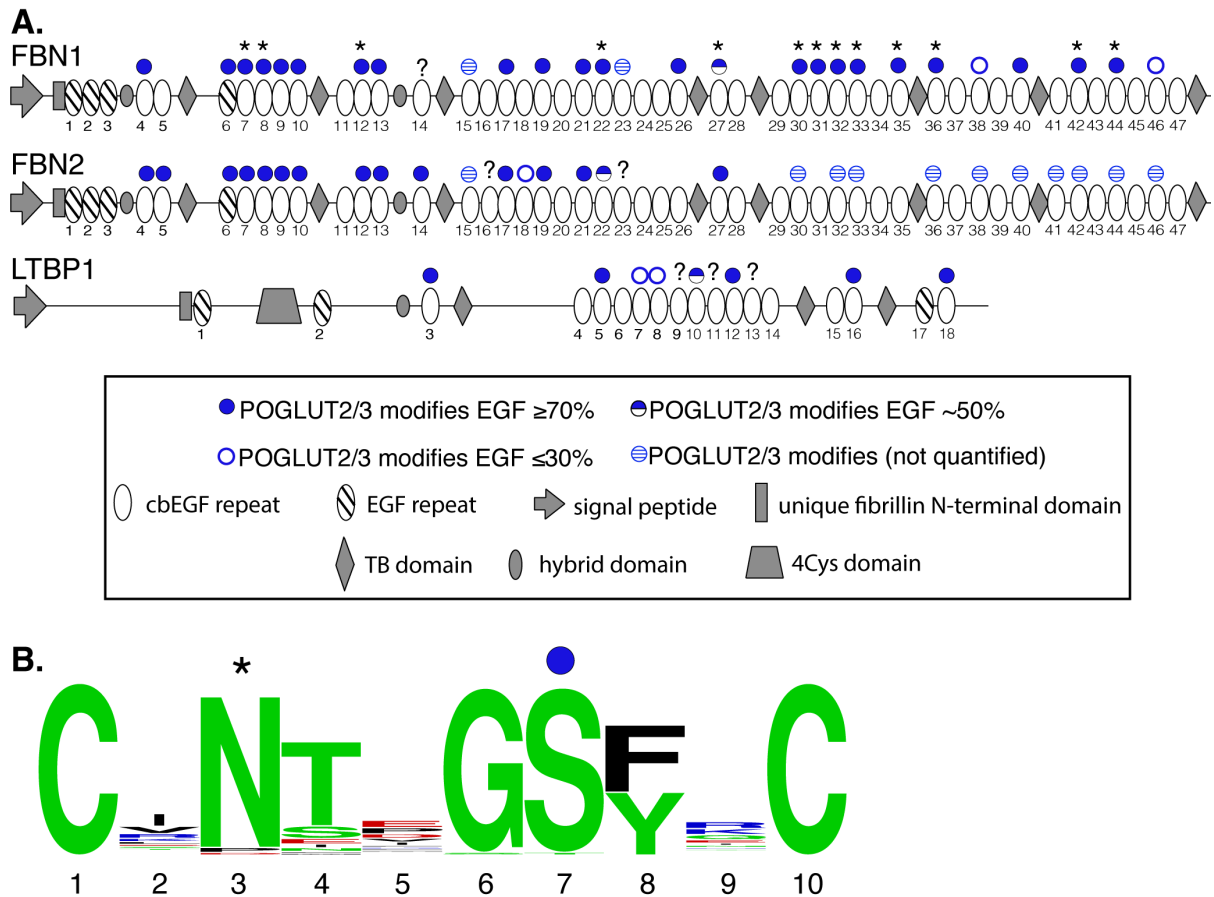 A.
* * * * * * * * * * * * *
FBN1
?
1 2 3 4 5 6 7 8 9 10 11 12 13 14 15 16 17 18 19 20 21 22 23 24 25 26 27 28 29 30 31 32 33 34 35 36 37 38 39 40 41 42 43 44 45 46 47
FBN2
? ?
1 2 3 4 5 6 7 8 9 10 11 12 13 14 15 16 17 18 19 20 21 22 23 24 25 26 27 28 29 30 31 32 33 34 35 36 37 38 39 40 41 42 43 44 45 46 47
LTBP1
? ? ?
1 2 3 4 5 6 7 8 9 10 11 12 13 14 15 16 17 18
POGLUT2/3 modifies EGF ≥70% POGLUT2/3 modifies EGF ~50%
POGLUT2/3 modifies EGF ≤30% POGLUT2/3 modifies (not quantified)
cbEGF repeat EGF repeat signal peptide unique fibrillin N-terminal domain
TB domain hybrid domain 4Cys domain
B.
*
C N T S G S F Y C
1 2 3 4 5 6 7 8 9 10